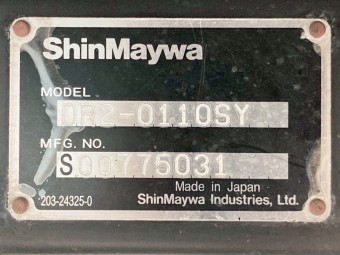 ShinMaywa
MODEL
DR2-0110SY
MFG. NO.
S00775031
Made in Japan
203-24325-0
ShinMaywa Industries, Ltd.